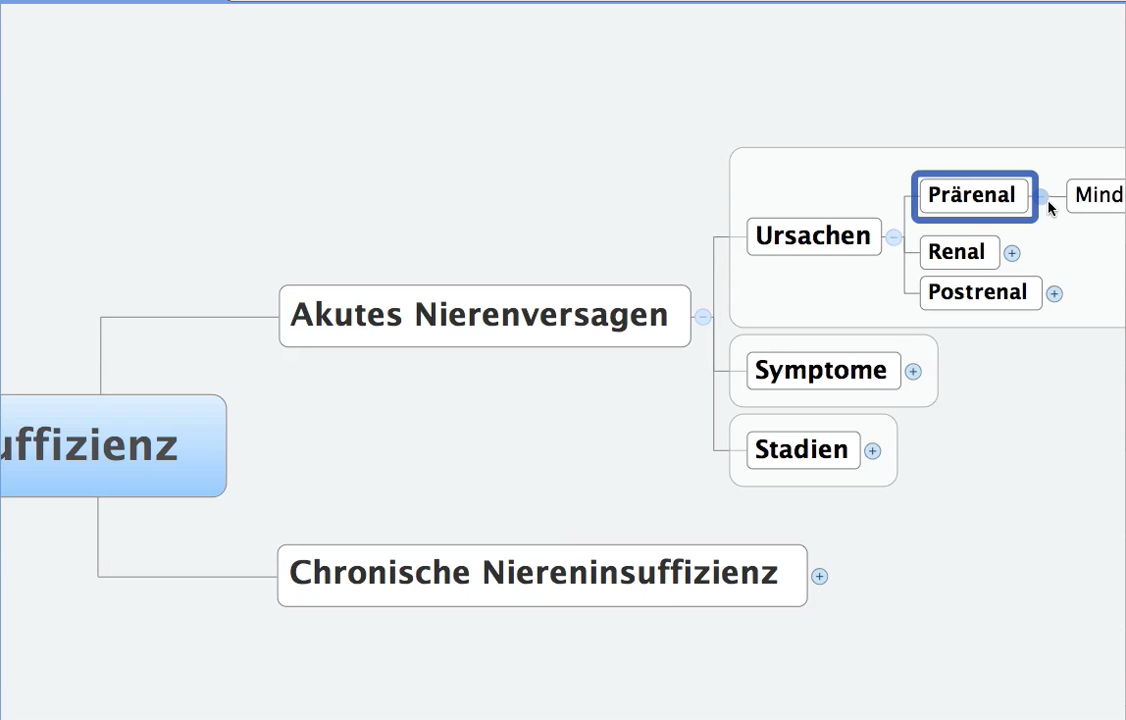 Prärenal
Mind
Ursachen
Renal
Postrenal
Akutes Nierenversagen
Symptome
uffizienz
Stadien
Chronische Niereninsuffizienz